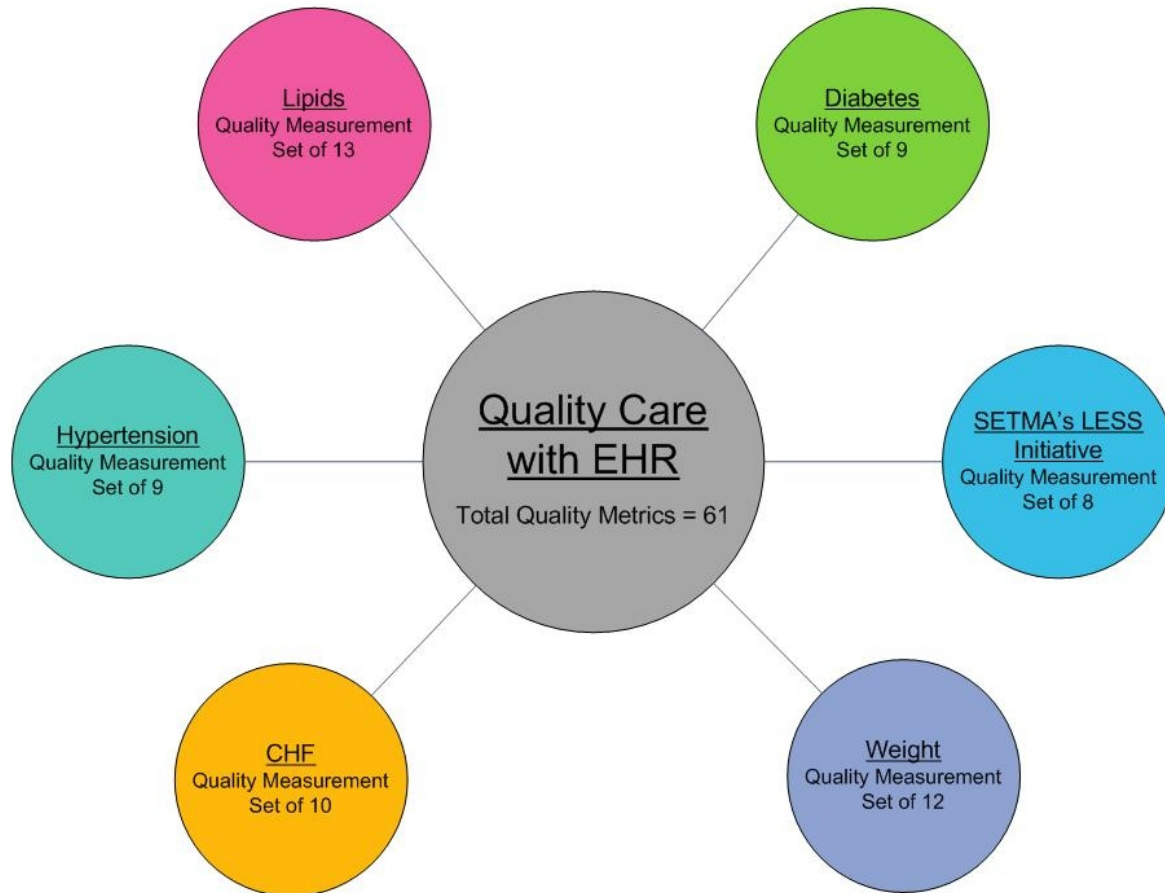 Lipids
Quality Measurement
Set of 13
Diabetes
Quality Measurement
Set of 9
Hypertension
Quality Measurement
Set of 9
Quality Care
with EHR
Total Quality Metrics = 61
SETMA's LESS
Initiative
Quality Measurement
Set of 8
CHF
Quality Measurement
Set of 10
Weight
Quality Measurement
Set of 12